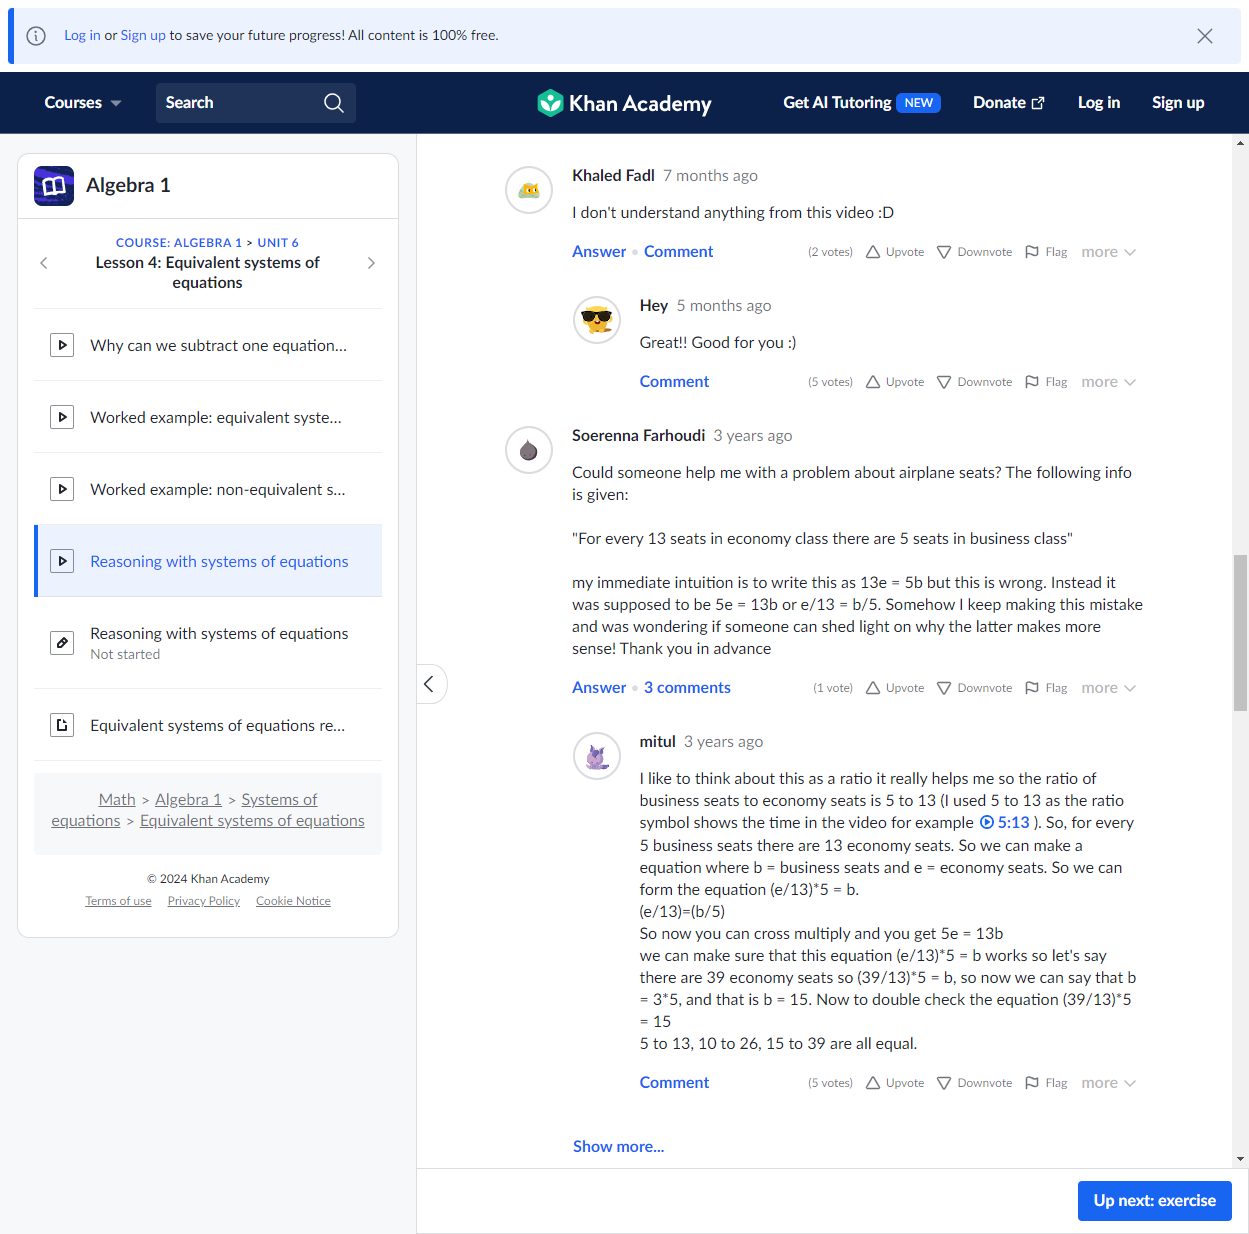 Log in or Sign up to save your future progress! All content is 100% free.
Courses
Search
Khan Academy
Get AI Tutoring NEW
Donate
Log in
Sign up
Algebra 1
COURSE: ALGEBRA 1 > UNIT 6
Lesson 4: Equivalent systems of
equations
Why can we subtract one equation...
Worked example: equivalent syste...
Worked example: non-equivalent s...
Reasoning with systems of equations
Reasoning with systems of equations
Not started
Equivalent systems of equations re...
Math > Algebra 1 > Systems of
equations > Equivalent systems of equations
© 2024 Khan Academy
Terms of use Privacy Policy Cookie Notice
Khaled Fadl 7 months ago
I don't understand anything from this video :D
Answer • Comment (2 votes) Upvote Downvote Flag more
Hey 5 months ago
Great!! Good for you :)
Comment (5 votes) Upvote Downvote Flag more
Soerenna Farhoudi 3 years ago
Could someone help me with a problem about airplane seats? The following info
is given:
"For every 13 seats in economy class there are 5 seats in business class"
my immediate intuition is to write this as 13e = 5b but this is wrong. Instead it
was supposed to be 5e = 13b or e/13 = b/5. Somehow I keep making this mistake
and was wondering if someone can shed light on why the latter makes more
sense! Thank you in advance
Answer • 3 comments (1 vote) Upvote Downvote Flag more
mitul 3 years ago
I like to think about this as a ratio it really helps me so the ratio of
business seats to economy seats is 5 to 13 (I used 5 to 13 as the ratio
symbol shows the time in the video for example 5:13 ). So, for every
5 business seats there are 13 economy seats. So we can make a
equation where b = business seats and e = economy seats. So we can
form the equation (e/13)*5 = b.
(e/13)=(b/5)
So now you can cross multiply and you get 5e = 13b
we can make sure that this equation (e/13)*5 = b works so let's say
there are 39 economy seats so (39/13)*5 = b, so now we can say that b
= 3*5, and that is b = 15. Now to double check the equation (39/13)*5
= 15
5 to 13, 10 to 26, 15 to 39 are all equal.
Comment (5 votes) Upvote Downvote Flag more
Show more...
Up next: exercise